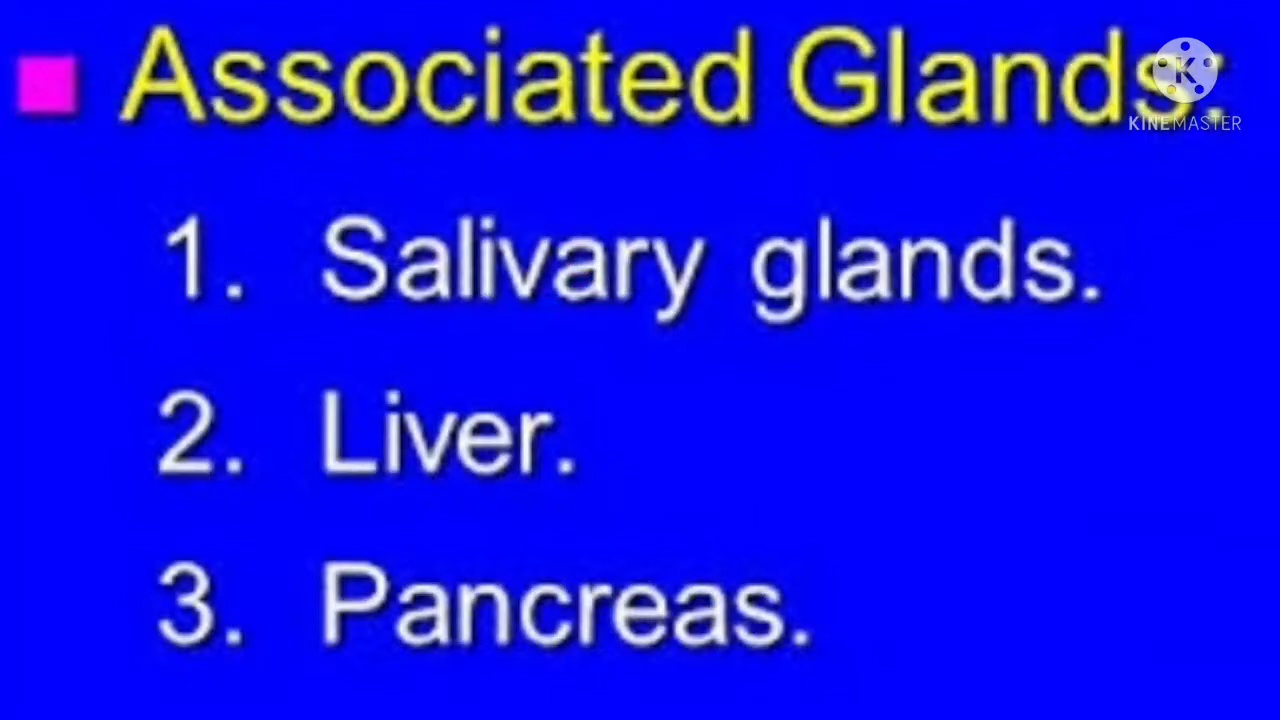 Associated Glands:
KINEMASTER
1. Salivary glands.
2. Liver.
3. Pancreas.